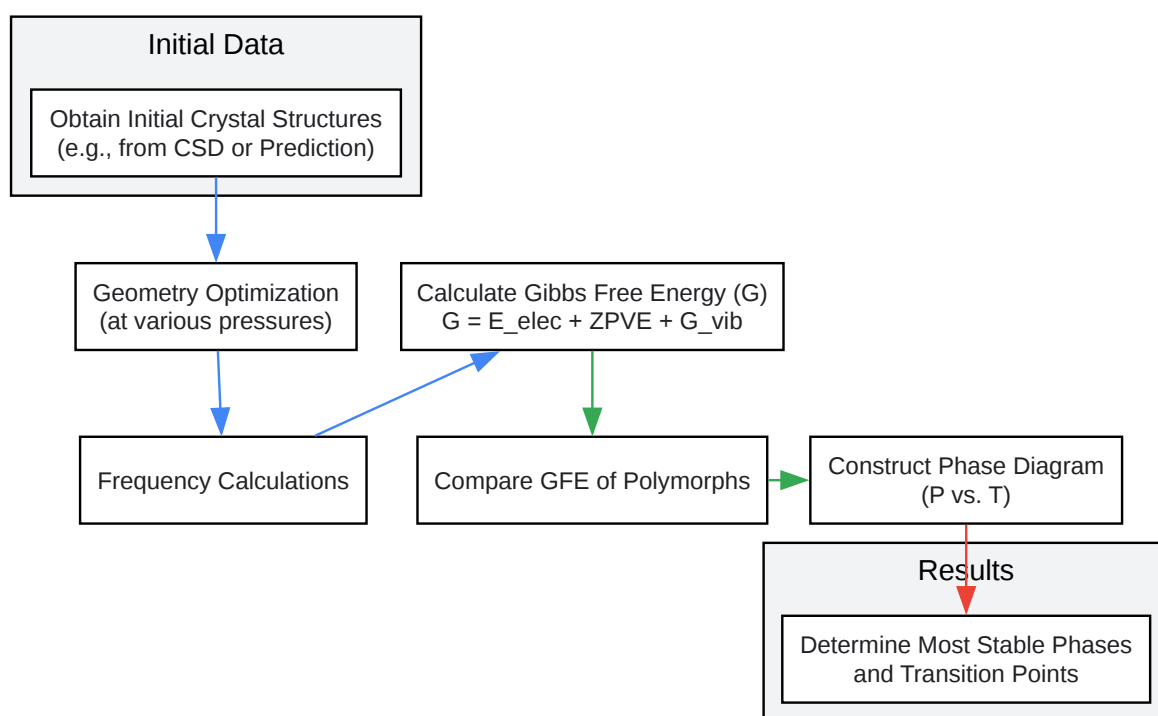 Initial Data
Obtain Initial Crystal Structures
(e.g., from CSD or Prediction)
Geometry Optimization
(at various pressures)
Calculate Gibbs Free Energy (G)
G = E_elec + ZPVE + G_vib
Frequency Calculations
Compare GFE of Polymorphs
Construct Phase Diagram
(P vs. T)
Results
Determine Most Stable Phases
and Transition Points